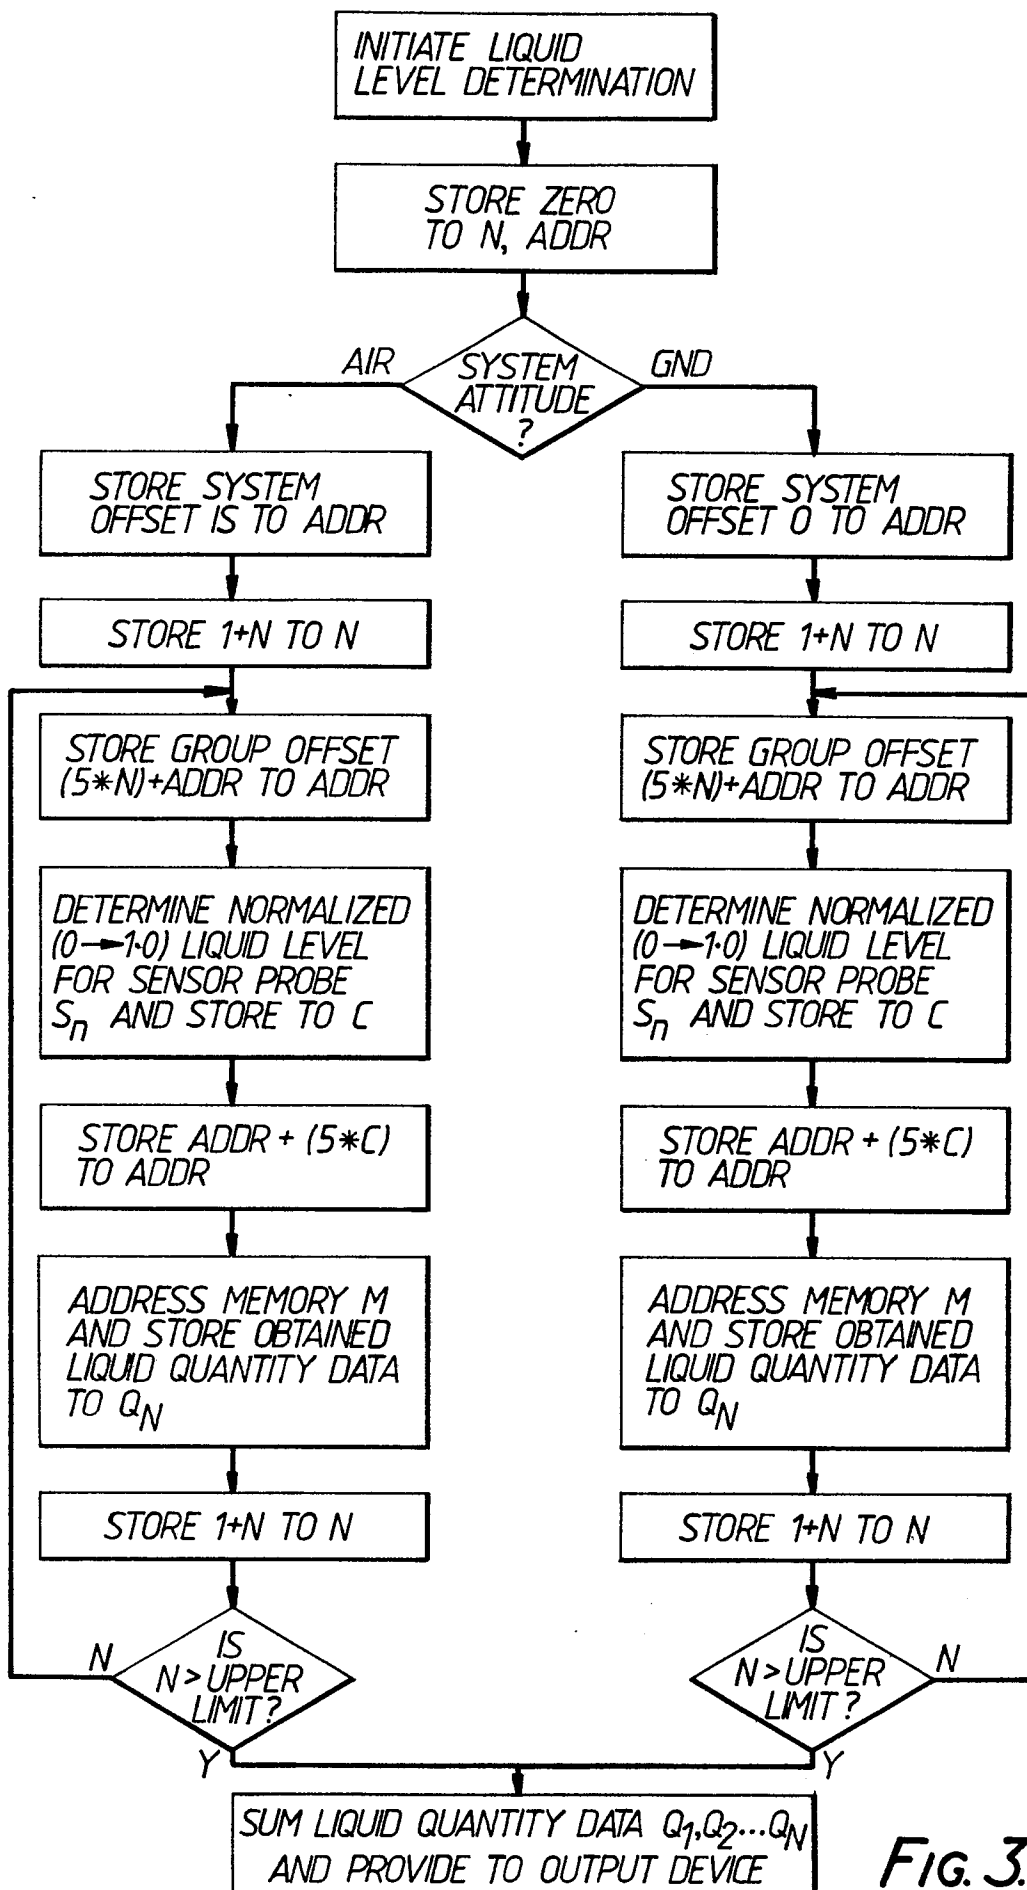 INITIATE LIQUID
LEVEL DETERMINATION
STORE ZERO
TO N, ADDR
SYSTEM
ATTITUDE
?
AIR
GND
STORE SYSTEM
OFFSET IS TO ADDR
STORE 1+N TO N
STORE GROUP OFFSET
(5*N)+ADDR TO ADDR
DETERMINE NORMALIZED
(0→1·0) LIQUID LEVEL
FOR SENSOR PROBE
Sn AND STORE TO C
STORE ADDR + (5*C)
TO ADDR
ADDRESS MEMORY M
AND STORE OBTAINED
LIQUID QUANTITY DATA
TO QN
STORE 1+N TO N
IS
N > UPPER
LIMIT?
N
Y
STORE SYSTEM
OFFSET O TO ADDR
STORE 1+N TO N
STORE GROUP OFFSET
(5*N)+ADDR TO ADDR
DETERMINE NORMALIZED
(0→1·0) LIQUID LEVEL
FOR SENSOR PROBE
Sn AND STORE TO C
STORE ADDR + (5*C)
TO ADDR
ADDRESS MEMORY M
AND STORE OBTAINED
LIQUID QUANTITY DATA
TO QN
STORE 1+N TO N
IS
N > UPPER
LIMIT?
N
Y
SUM LIQUID QUANTITY DATA Q1,Q2...QN
AND PROVIDE TO OUTPUT DEVICE
FIG. 3.